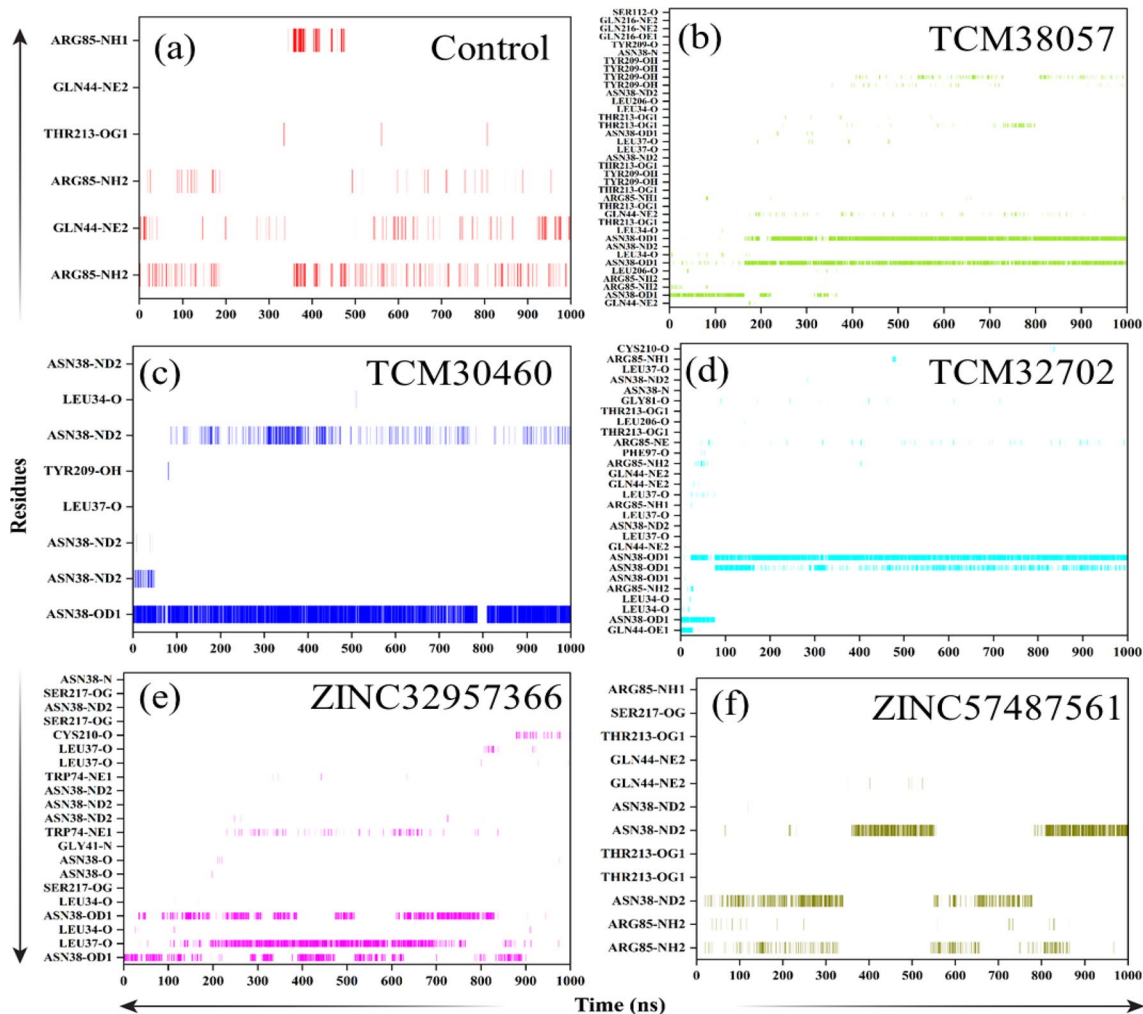 (a) Control
ARG85-NH1
GLN44-NE2
THR213-OG1
ARG85-NH2
GLN44-NE2
ARG85-NH2
0 100 200 300 400 500 600 700 800 900 1000
(b) TCM38057
SER112-O
GLN216-NE2
GLN216-NE2
GLN216-OE1
TYR209-O
ASN38-N
TYR209-OH
TYR209-OH
TYR209-OH
TYR209-OH
ASN38-ND2
LEU206-O
LEU34-O
THR213-OG1
THR213-OG1
ASN38-OD1
LEU37-O
LEU37-O
ASN38-ND2
THR213-OG1
TYR209-OH
TYR209-OH
THR213-OG1
ARG85-NH1
THR213-OG1
GLN44-NE2
THR213-OG1
LEU34-O
ASN38-OD1
ASN38-ND2
LEU34-O
ASN38-OD1
LEU206-O
ARG85-NH2
ARG85-NH2
ASN38-OD1
GLN44-NE2
0 100 200 300 400 500 600 700 800 900 1000
(c) TCM30460
ASN38-ND2
LEU34-O
ASN38-ND2
TYR209-OH
LEU37-O
ASN38-ND2
ASN38-ND2
ASN38-OD1
0 100 200 300 400 500 600 700 800 900 1000
(d) TCM32702
CYS210-O
ARG85-NH1
LEU37-O
ASN38-ND2
ASN38-N
GLY81-O
THR213-OG1
LEU206-O
THR213-OG1
ARG85-NE
PHE97-O
ARG85-NH2
GLN44-NE2
GLN44-NE2
LEU37-O
ARG85-NH1
LEU37-O
ASN38-ND2
LEU37-O
GLN44-NE2
ASN38-OD1
ASN38-OD1
ASN38-OD1
ARG85-NH2
LEU34-O
LEU34-O
ASN38-OD1
GLN44-OE1
0 100 200 300 400 500 600 700 800 900 1000
(e) ZINC32957366
ASN38-N
SER217-OG
ASN38-ND2
SER217-OG
CYS210-O
LEU37-O
LEU37-O
TRP74-NE1
ASN38-ND2
ASN38-ND2
ASN38-ND2
TRP74-NE1
GLY41-N
ASN38-O
ASN38-O
SER217-OG
LEU34-O
ASN38-OD1
LEU34-O
LEU37-O
ASN38-OD1
0 100 200 300 400 500 600 700 800 900 1000
(f) ZINC57487561
ARG85-NH1
SER217-OG
THR213-OG1
GLN44-NE2
GLN44-NE2
ASN38-ND2
ASN38-ND2
THR213-OG1
THR213-OG1
ASN38-ND2
ARG85-NH2
ARG85-NH2
0 100 200 300 400 500 600 700 800 900 1000
Residues
Time (ns)